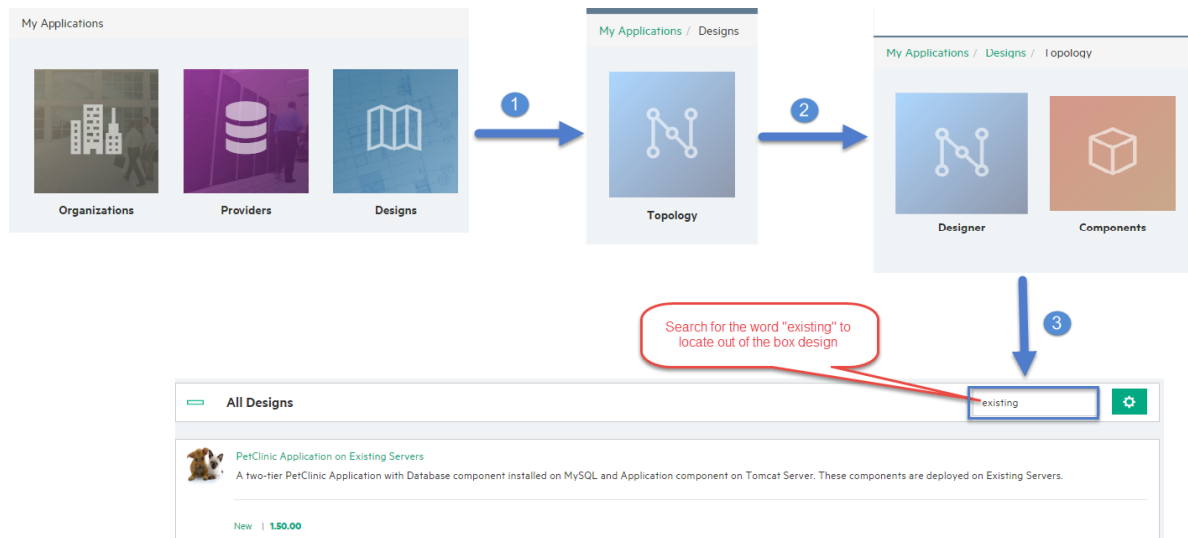 My Applications
Organizations
Providers
Designs
1
My Applications / Designs
Topology
2
My Applications / Designs / Topology
Designer
Components
3
Search for the word "existing" to
locate out of the box design
All Designs
existing
PetClinic Application on Existing Servers
A two-tier PetClinic Application with Database component installed on MySQL and Application component on Tomcat Server. These components are deployed on Existing Servers.
New | 1.50.00